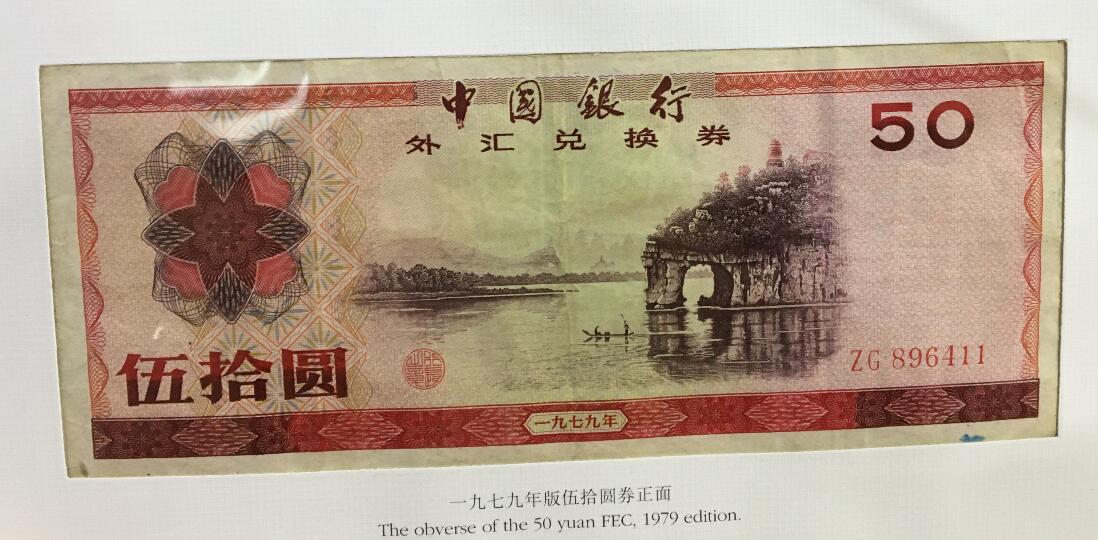 中國銀行
外汇兑换券
50
ZG 896411
伍拾圆
一九七九年
一九七九年版伍拾圆券正面
The obverse of the 50 yuan FEC, 1979 edition.